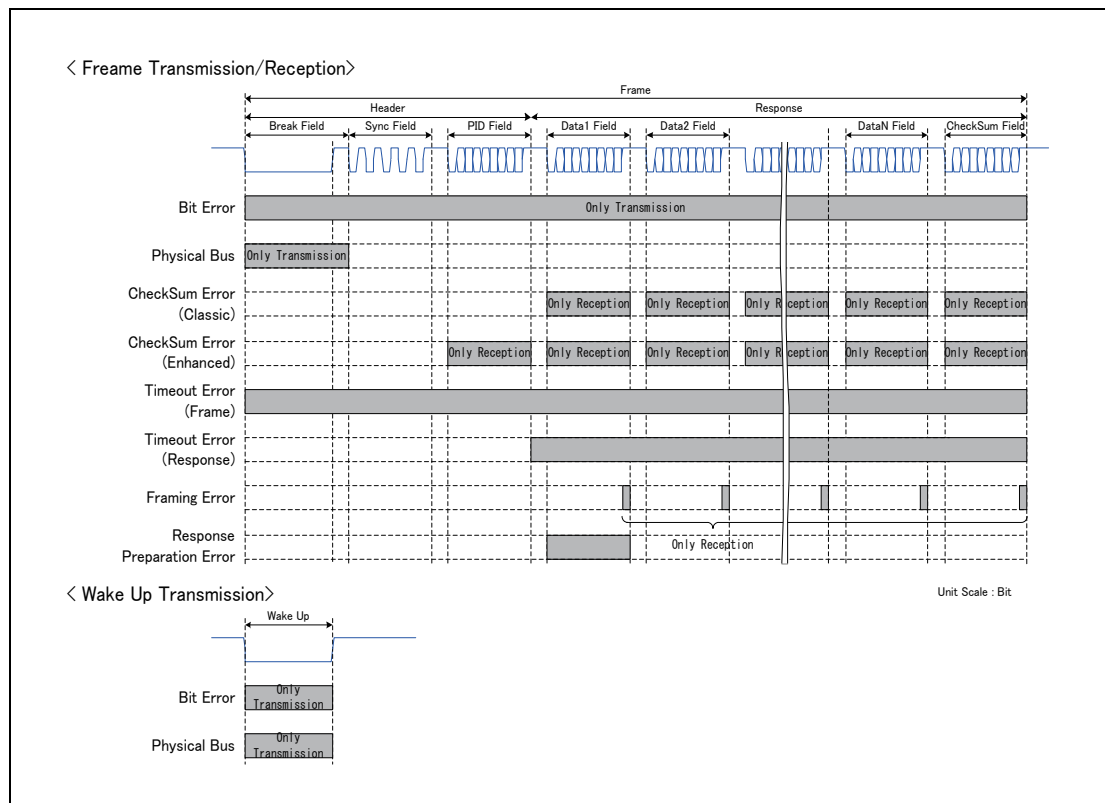 < Freame Transmission/Reception>
Frame
Header
Response
Break Field
Sync Field
PID Field
Data1 Field
Data2 Field
DataN Field
CheckSum Field
Bit Error
Only Transmission
Physical Bus
Only Transmission
CheckSum Error
(Classic)
Only Reception
Only Reception
Only Reception
Only Reception
Only Reception
CheckSum Error
(Enhanced)
Only Reception
Only Reception
Only Reception
Only Reception
Only Reception
Only Reception
Timeout Error
(Frame)
Timeout Error
(Response)
Framing Error
Only Reception
Response
Preparation Error
< Wake Up Transmission>
Unit Scale : Bit
Wake Up
Bit Error
Only
Transmission
Physical Bus
Only
Transmission